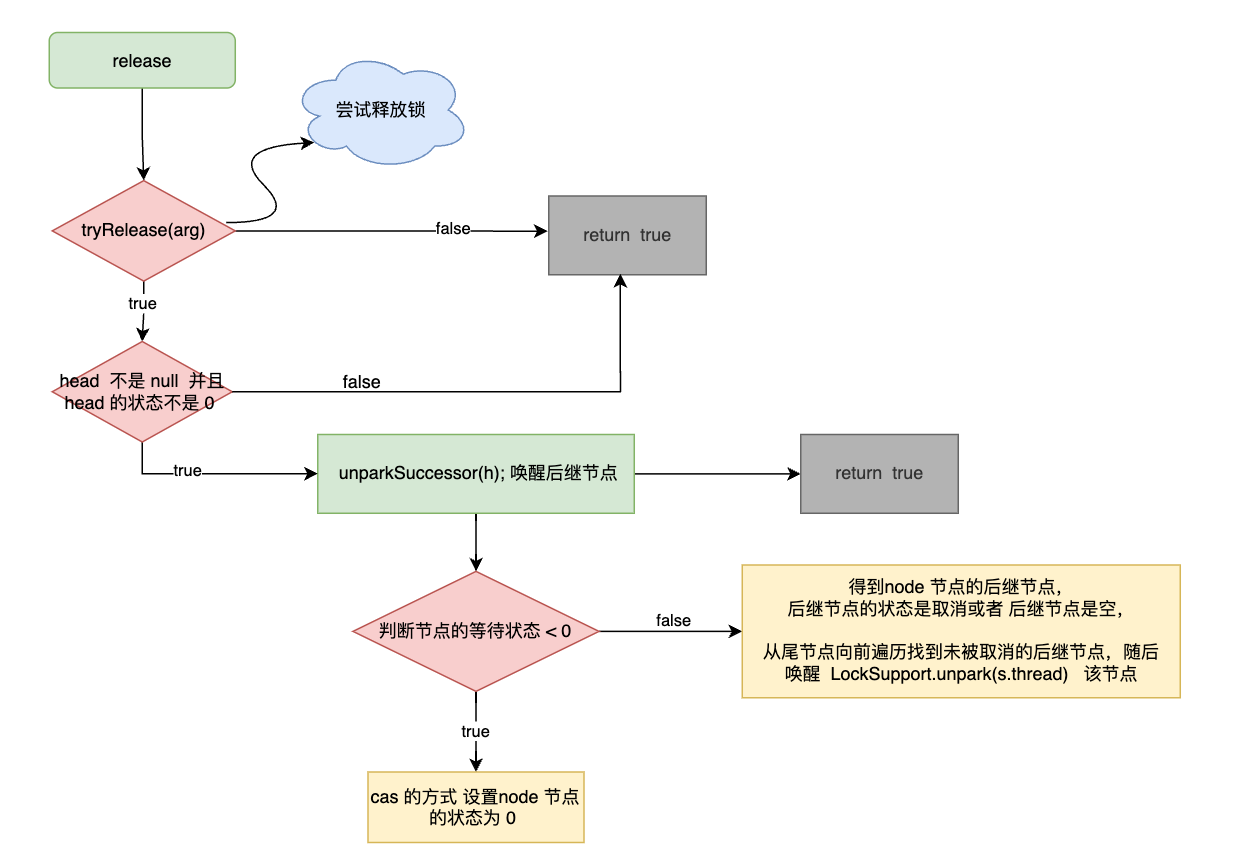 release
尝试释放锁
tryRelease(arg)
false
return true
true
head 不是 null 并且
head 的状态不是 0
false
true
unparkSuccessor(h); 唤醒后继节点
return true
判断节点的等待状态 < 0
false
得到node 节点的后继节点，
后继节点的状态是取消或者 后继节点是空，
从尾节点向前遍历找到未被取消的后继节点，随后
唤醒 LockSupport.unpark(s.thread) 该节点
true
cas 的方式 设置node 节点
的状态为 0